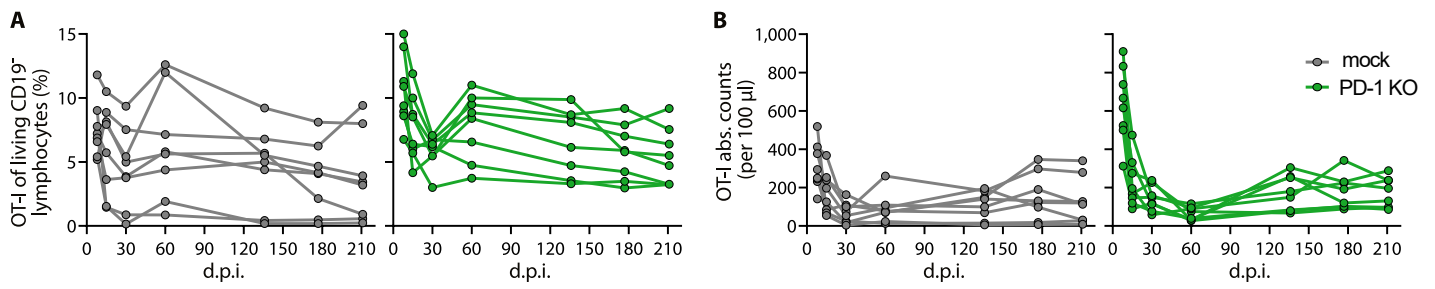 A
OT-I of living CD19⁻
lymphocytes (%)
15
10
5
0
0 30 60 90 120 150 180 210
d.p.i.
0 30 60 90 120 150 180 210
d.p.i.
B
OT-I abs. counts
(per 100 µl)
1,000
800
600
400
200
0
0 30 60 90 120 150 180 210
d.p.i.
0 30 60 90 120 150 180 210
d.p.i.
mock
PD-1 KO